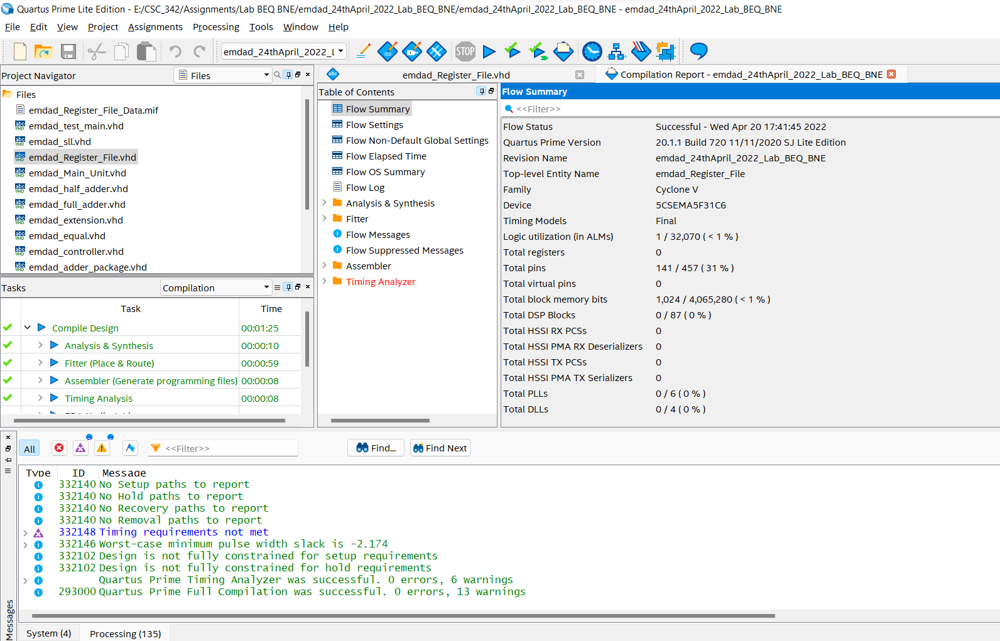 Quartus Prime Lite Edition - E:/CSC_342/Assignments/Lab BEQ BNE/emdad_24thApril_2022_Lab_BEQ_BNE/emdad_24thApril_2022_Lab_BEQ_BNE - emdad_24thApril_2022_Lab_BEQ_BNE
File Edit View Project Assignments Processing Tools Window Help
emdad_24thApril_2022_L
STOP
Project Navigator
Files
Files
emdad_Register_File_Data.mif
emdad_test_main.vhd
emdad_sll.vhd
emdad_Register_File.vhd
emdad_Main_Unit.vhd
emdad_half_adder.vhd
emdad_full_adder.vhd
emdad_extension.vhd
emdad_equal.vhd
emdad_controller.vhd
emdad_adder_package.vhd
Tasks
Compilation
Task Time
Compile Design 00:01:25
Analysis & Synthesis 00:00:10
Fitter (Place & Route) 00:00:59
Assembler (Generate programming files) 00:00:08
Timing Analysis 00:00:08
emdad_Register_File.vhd
Compilation Report - emdad_24thApril_2022_Lab_BEQ_BNE
Table of Contents
Flow Summary
Flow Settings
Flow Non-Default Global Settings
Flow Elapsed Time
Flow OS Summary
Flow Log
Analysis & Synthesis
Fitter
Flow Messages
Flow Suppressed Messages
Assembler
Timing Analyzer
Flow Summary
<<Filter>>
Flow Status Successful - Wed Apr 20 17:41:45 2022
Quartus Prime Version 20.1.1 Build 720 11/11/2020 SJ Lite Edition
Revision Name emdad_24thApril_2022_Lab_BEQ_BNE
Top-level Entity Name emdad_Register_File
Family Cyclone V
Device 5CSEMA5F31C6
Timing Models Final
Logic utilization (in ALMs) 1 / 32,070 ( < 1 % )
Total registers 0
Total pins 141 / 457 ( 31 % )
Total virtual pins 0
Total block memory bits 1,024 / 4,065,280 ( < 1 % )
Total DSP Blocks 0 / 87 ( 0 % )
Total HSSI RX PCSs 0
Total HSSI PMA RX Deserializers 0
Total HSSI TX PCSs 0
Total HSSI PMA TX Serializers 0
Total PLLs 0 / 6 ( 0 % )
Total DLLs 0 / 4 ( 0 % )
All
<<Filter>>
Find...
Find Next
Type ID Message
332140 No Setup paths to report
332140 No Hold paths to report
332140 No Recovery paths to report
332140 No Removal paths to report
332148 Timing requirements not met
332146 Worst-case minimum pulse width slack is -2.174
332102 Design is not fully constrained for setup requirements
332102 Design is not fully constrained for hold requirements
Quartus Prime Timing Analyzer was successful. 0 errors, 6 warnings
293000 Quartus Prime Full Compilation was successful. 0 errors, 13 warnings
Messages
System (4)
Processing (135)